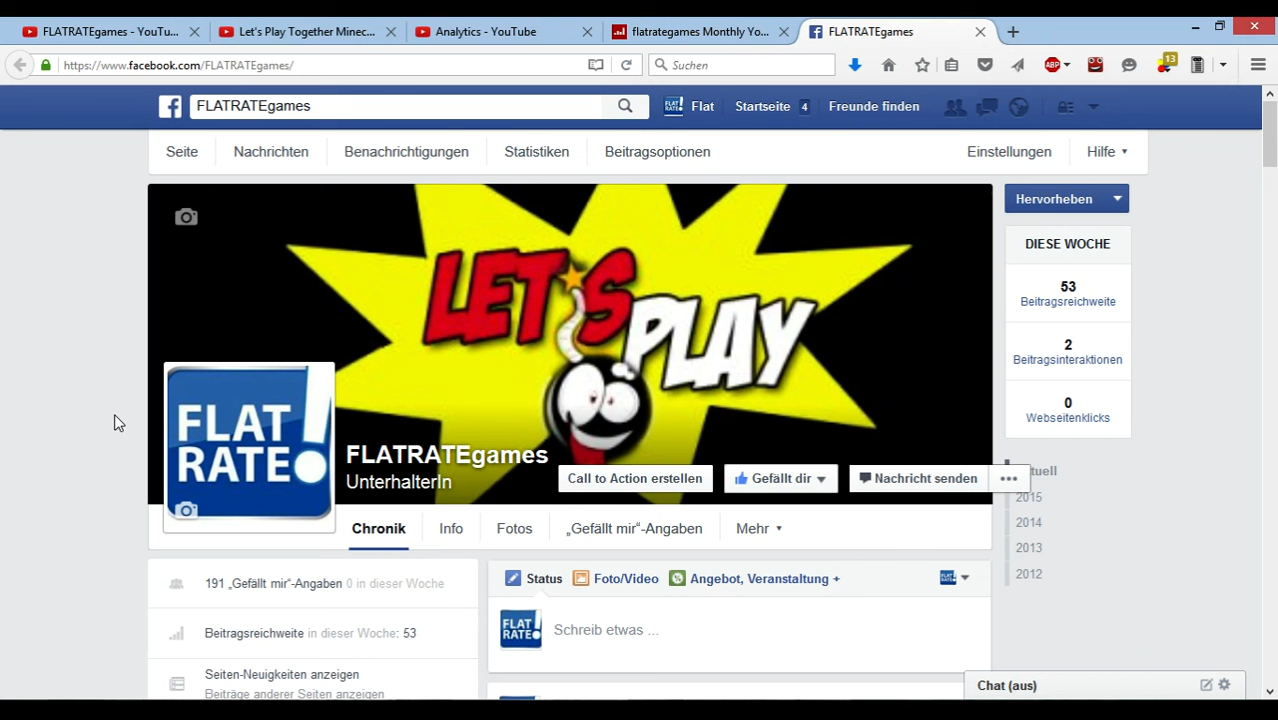 FLATRATEgames - YouTu...
Let's Play Together Minec...
Analytics - YouTube
flatrategames Monthly Yo...
FLATRATEgames
https://www.facebook.com/FLATRATEgames/
Suchen
ABP
13
FLATRATEgames
FLAT RATE!
Flat
Startseite 4
Freunde finden
Seite
Nachrichten
Benachrichtigungen
Statistiken
Beitragsoptionen
Einstellungen
Hilfe
LET'S
PLAY
Hervorheben
DIESE WOCHE
53
Beitragsreichweite
2
Beitragsinteraktionen
0
Webseitenklicks
FLAT
RATE!
FLATRATEgames
UnterhalterIn
Call to Action erstellen
Gefällt dir
Nachricht senden
•••
tuell
2015
2014
2013
2012
Chronik
Info
Fotos
„Gefällt mir“-Angaben
Mehr
191 „Gefällt mir“-Angaben 0 in dieser Woche
Beitragsreichweite in dieser Woche: 53
Seiten-Neuigkeiten anzeigen
Beiträge anderer Seiten anzeigen
Status
Foto/Video
Angebot, Veranstaltung +
FLAT
RATE!
Schreib etwas ...
Chat (aus)